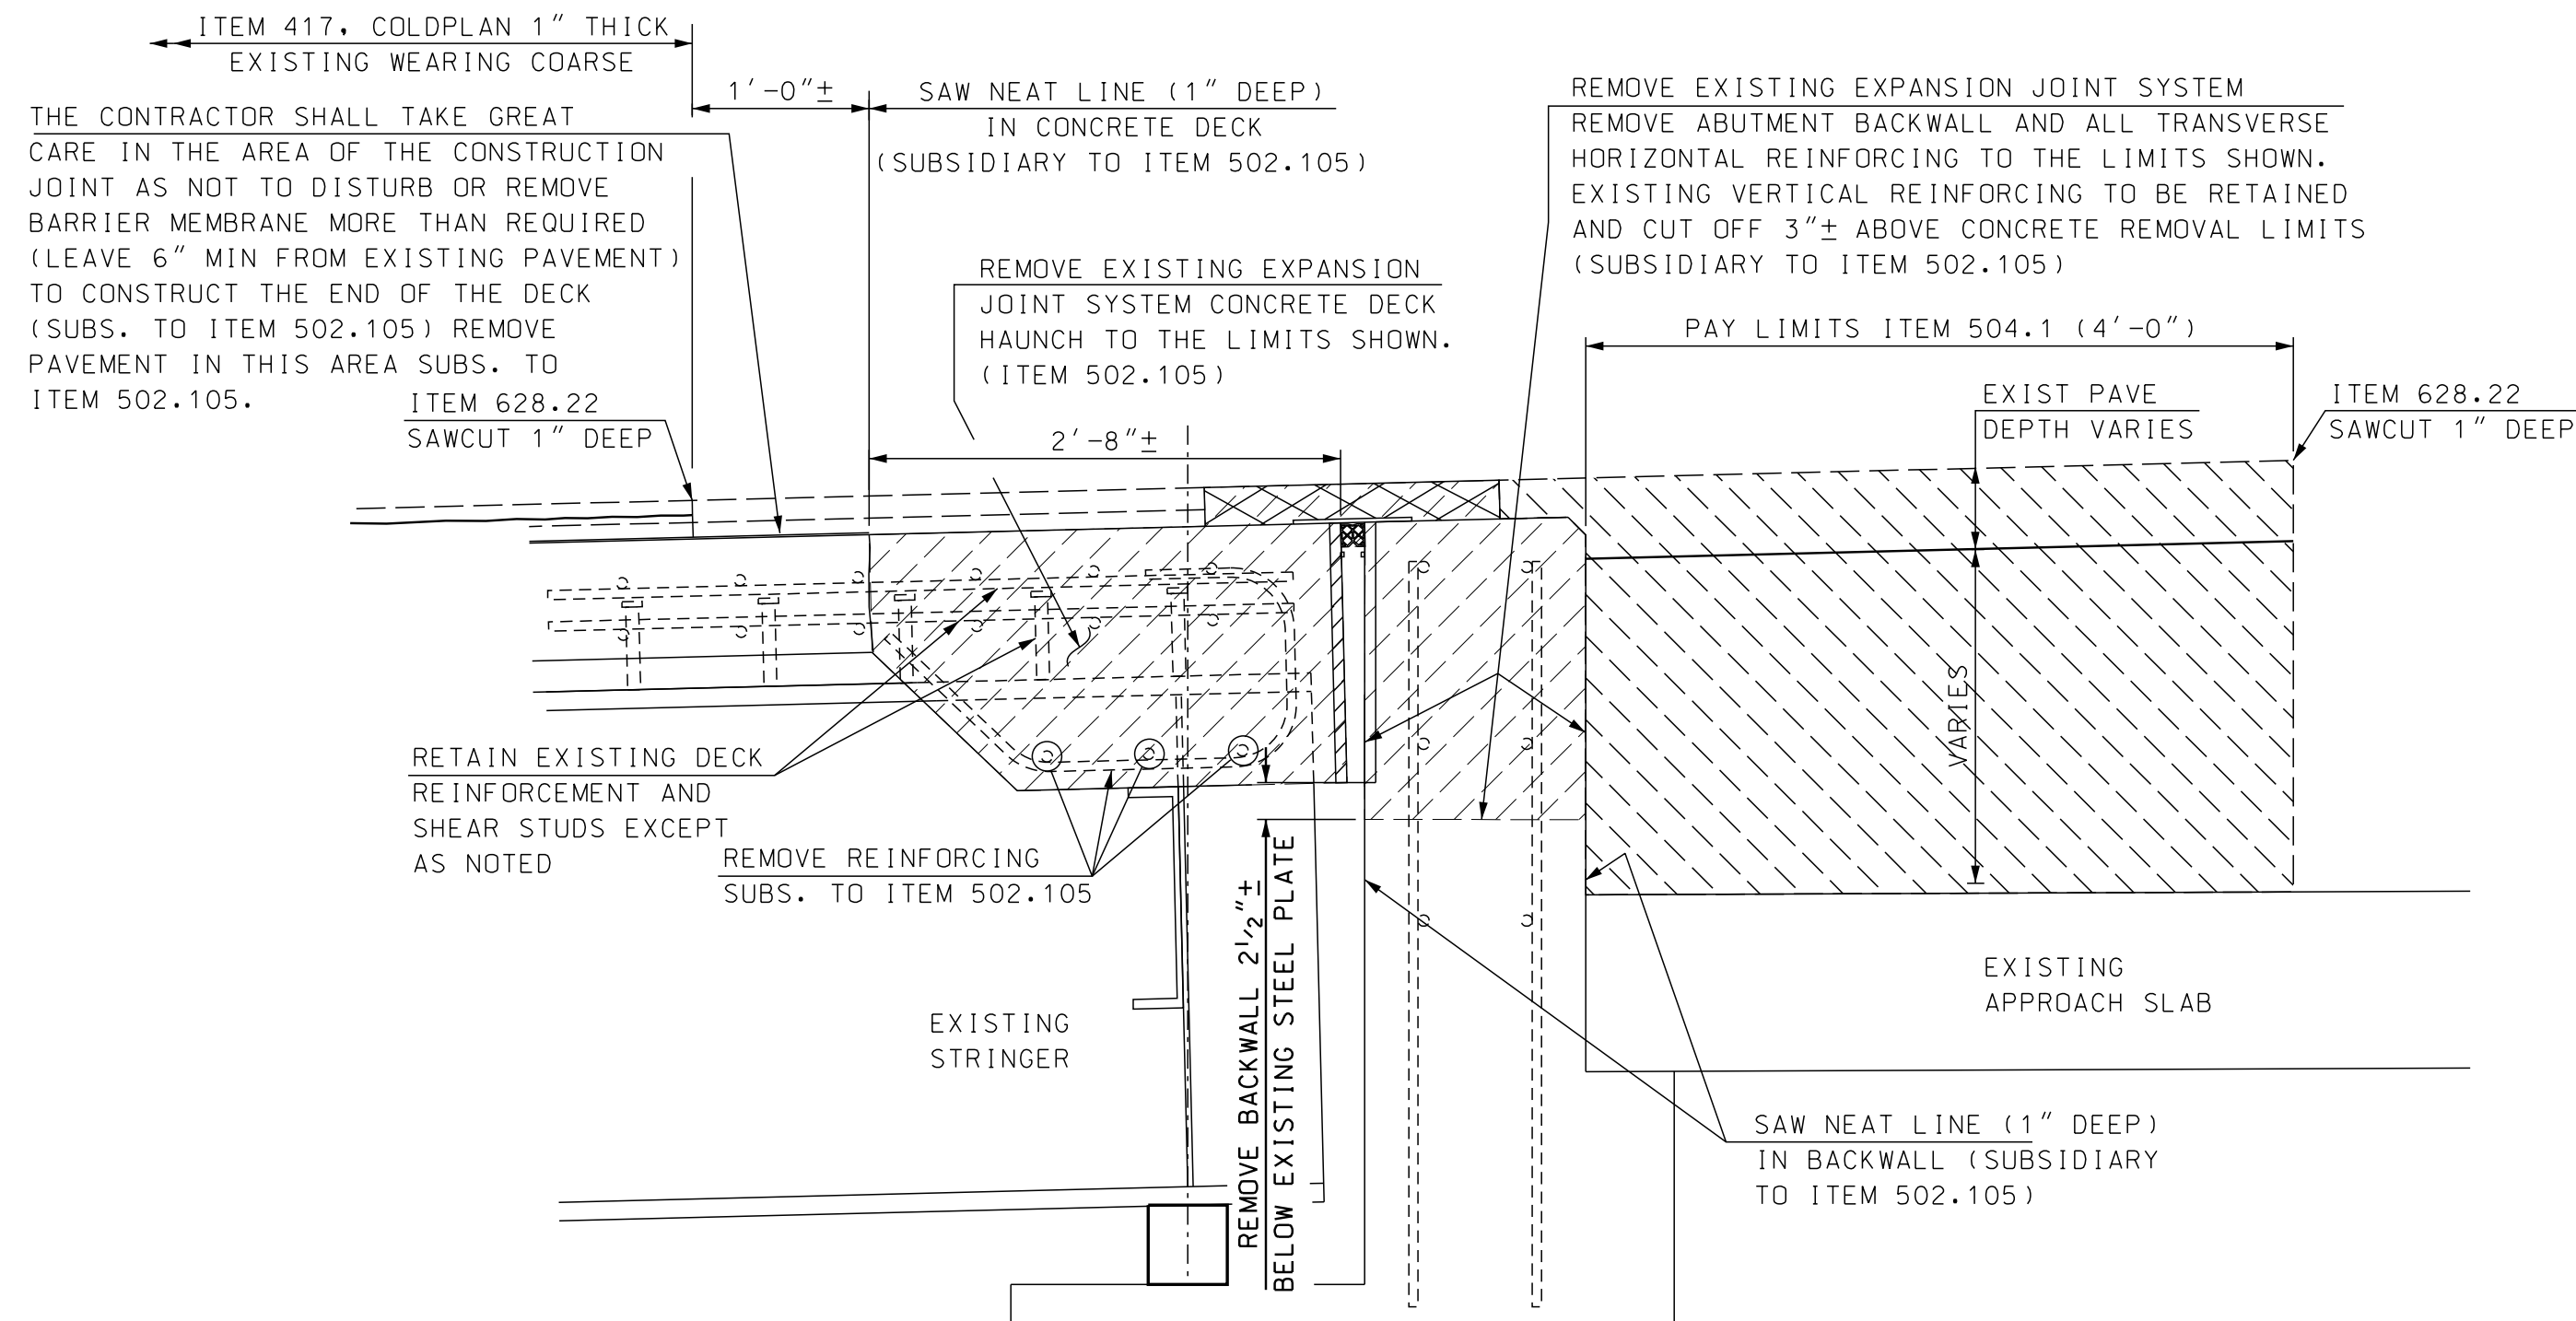 ITEM 417, COLDPLAN 1" THICK
EXISTING WEARING COARSE
THE CONTRACTOR SHALL TAKE GREAT
CARE IN THE AREA OF THE CONSTRUCTION
JOINT AS NOT TO DISTURB OR REMOVE
BARRIER MEMBRANE MORE THAN REQUIRED
(LEAVE 6" MIN FROM EXISTING PAVEMENT)
TO CONSTRUCT THE END OF THE DECK
(SUBS. TO ITEM 502.105) REMOVE
PAVEMENT IN THIS AREA SUBS. TO
ITEM 502.105.
1'-0"±
SAW NEAT LINE (1" DEEP)
IN CONCRETE DECK
(SUBSIDIARY TO ITEM 502.105)
REMOVE EXISTING EXPANSION JOINT SYSTEM
REMOVE ABUTMENT BACKWALL AND ALL TRANSVERSE
HORIZONTAL REINFORCING TO THE LIMITS SHOWN.
EXISTING VERTICAL REINFORCING TO BE RETAINED
AND CUT OFF 3"± ABOVE CONCRETE REMOVAL LIMITS
(SUBSIDIARY TO ITEM 502.105)
REMOVE EXISTING EXPANSION
JOINT SYSTEM CONCRETE DECK
HAUNCH TO THE LIMITS SHOWN.
(ITEM 502.105)
PAY LIMITS ITEM 504.1 (4'-0")
ITEM 628.22
SAWCUT 1" DEEP
2'-8"±
EXIST PAVE
DEPTH VARIES
ITEM 628.22
SAWCUT 1" DEEP
VARIES
RETAIN EXISTING DECK
REINFORCEMENT AND
SHEAR STUDS EXCEPT
AS NOTED
REMOVE REINFORCING
SUBS. TO ITEM 502.105
REMOVE BACKWALL 2½"±
BELOW EXISTING STEEL PLATE
EXISTING
STRINGER
EXISTING
APPROACH SLAB
SAW NEAT LINE (1" DEEP)
IN BACKWALL (SUBSIDIARY
TO ITEM 502.105)